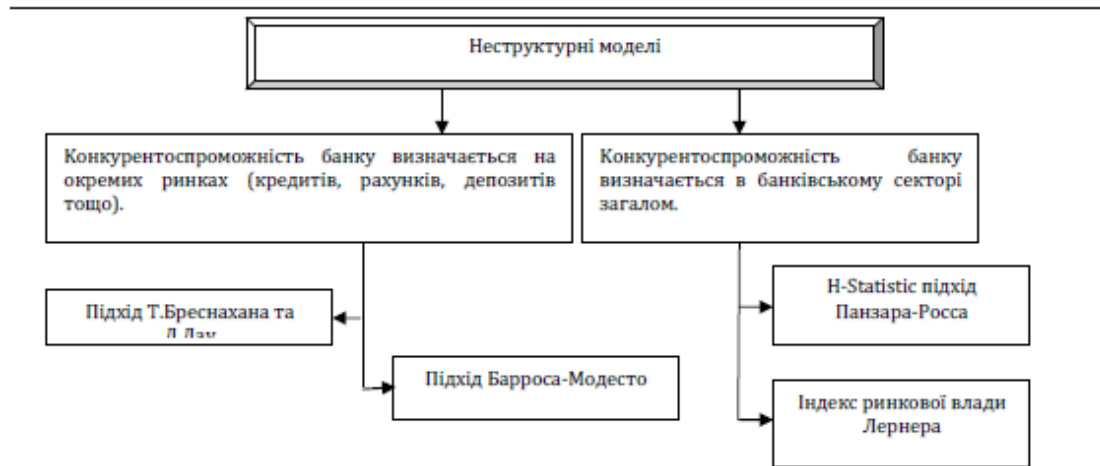 Неструктурні моделі
Конкурентоспроможність банку визначається на
окремих ринках (кредитів, рахунків, депозитів
тощо).
Конкурентоспроможність банку
визначається в банківському секторі
загалом.
Підхід Т.Бреснахана та
H-Statistic підхід
Панзара-Росса
Підхід Барроса-Модесто
Індекс ринкової влади
Лернера